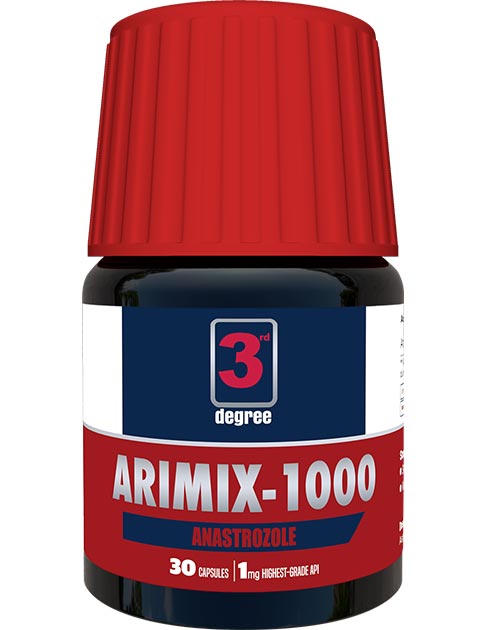 3rd
degree
ARIMIX-1000
ANASTROZOLE
30 CAPSULES | 1mg HIGHEST-GRADE API